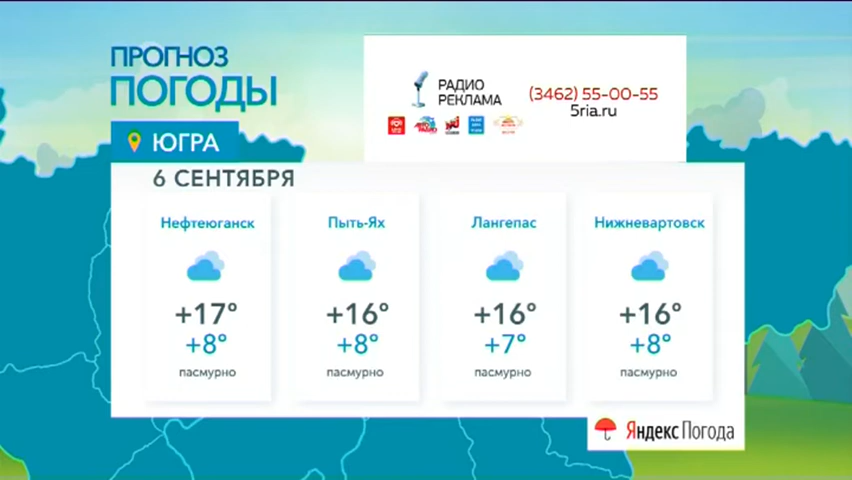 ПРОГНОЗ
ПОГОДЫ
РАДИО
РЕКЛАМА
(3462) 55-00-55
5ria.ru
ЮГРА
6 СЕНТЯБРЯ
Нефтеюганск
+17°
+8°
пасмурно
Пыть-Ях
+16°
+8°
пасмурно
Лангепас
+16°
+7°
пасмурно
Нижневартовск
+16°
+8°
пасмурно
Яндекс Погода